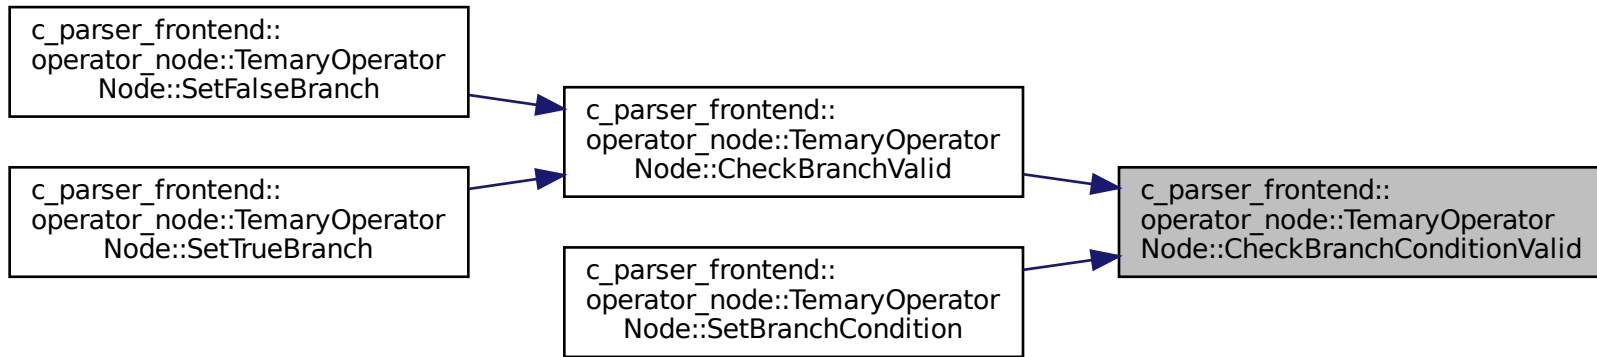 c_parser_frontend::
operator_node::TemaryOperator
Node::SetFalseBranch
c_parser_frontend::
operator_node::TemaryOperator
Node::SetTrueBranch
c_parser_frontend::
operator_node::TemaryOperator
Node::CheckBranchValid
c_parser_frontend::
operator_node::TemaryOperator
Node::SetBranchCondition
c_parser_frontend::
operator_node::TemaryOperator
Node::CheckBranchConditionValid